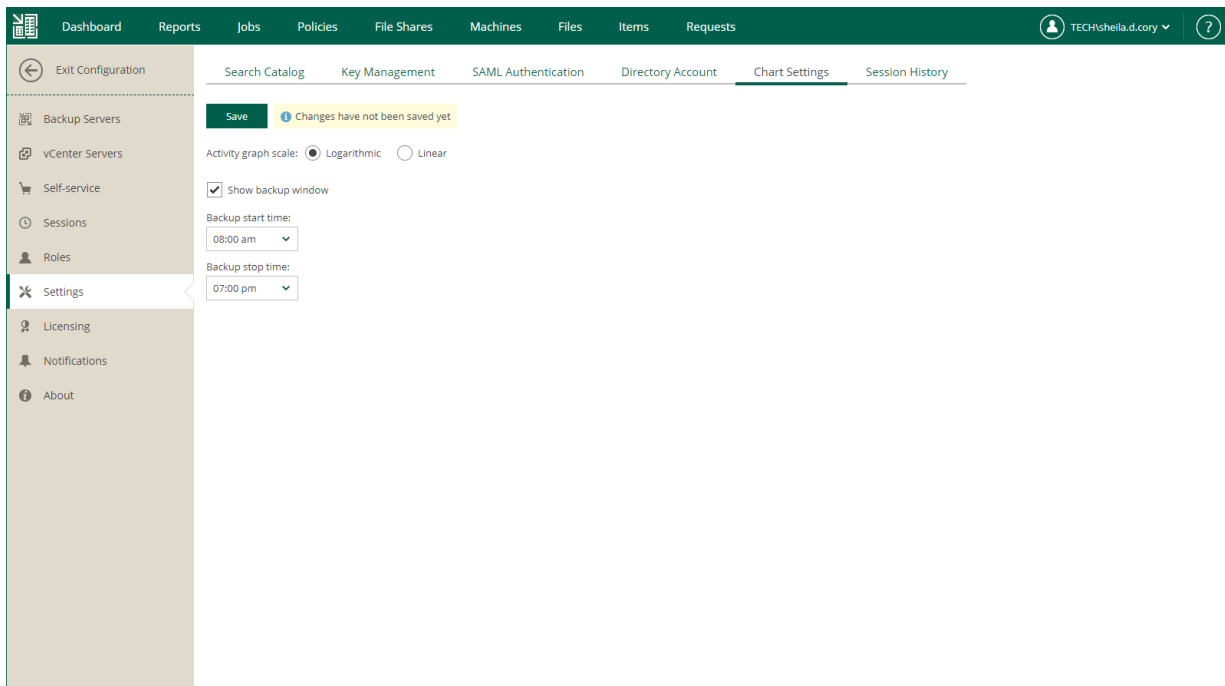 Dashboard Reports Jobs Policies File Shares Machines Files Items Requests TECH\sheila.d.cory ?
Exit Configuration
Backup Servers
vCenter Servers
Self-service
Sessions
Roles
Settings
Licensing
Notifications
About
Search Catalog Key Management SAML Authentication Directory Account Chart Settings Session History
Save Changes have not been saved yet
Activity graph scale: Logarithmic Linear
Show backup window
Backup start time:
08:00 am
Backup stop time:
07:00 pm